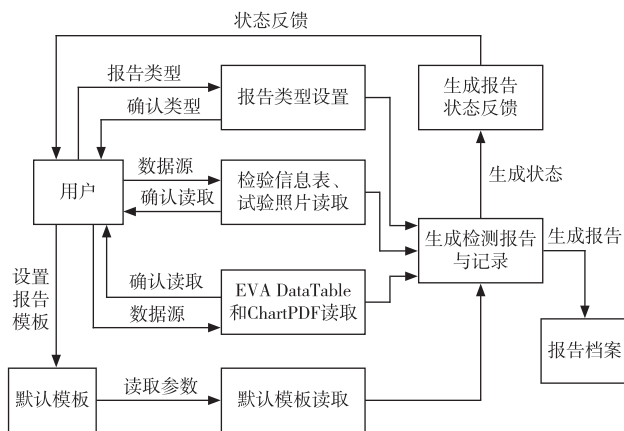 状态反馈
报告类型
报告类型设置
生成报告
状态反馈
确认类型
数据源
检验信息表、
试验照片读取
生成状态
用户
确认读取
生成检测报告
与记录
生成报告
设置
报告
模板
确认读取
EVA DataTable
和ChartPDF读取
数据源
报告档案
默认模板
读取参数
默认模板读取